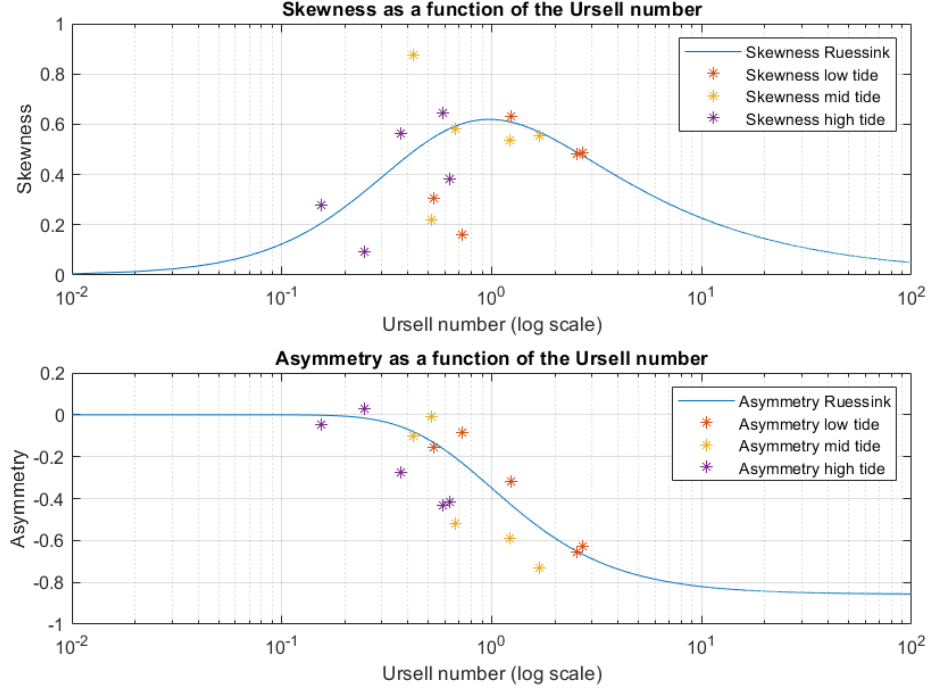 Skewness as a function of the Ursell number
1
0.8
0.6
0.4
0.2
0
Skewness
Skewness Ruessink
Skewness low tide
Skewness mid tide
Skewness high tide
10^-2 10^-1 10^0 10^1 10^2
Ursell number (log scale)
Asymmetry as a function of the Ursell number
0.2
0
-0.2
-0.4
-0.6
-0.8
-1
Asymmetry
Asymmetry Ruessink
Asymmetry low tide
Asymmetry mid tide
Asymmetry high tide
10^-2 10^-1 10^0 10^1 10^2
Ursell number (log scale)